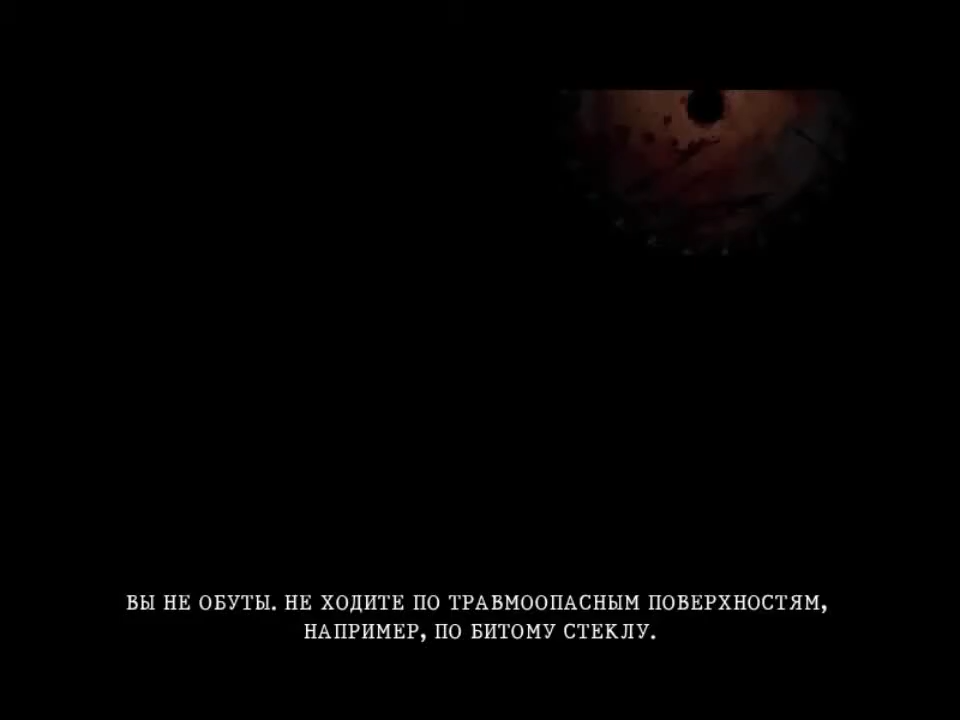 ВЫ НЕ ОБУТЫ. НЕ ХОДИТЕ ПО ТРАВМООПАСНЫМ ПОВЕРХНОСТЯМ,
НАПРИМЕР, ПО БИТОМУ СТЕКЛУ.